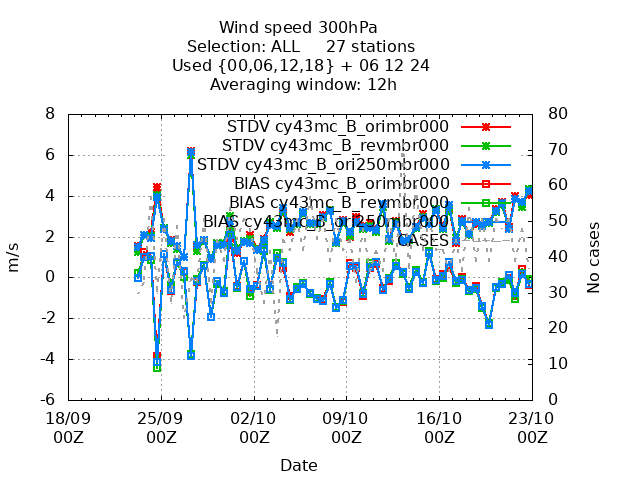 Wind speed 300hPa
Selection: ALL     27 stations
Used {00,06,12,18} + 06 12 24
Averaging window: 12h
STDV cy43mc_B_orimbr000
STDV cy43mc_B_revmbr000
STDV cy43mc_B_ori250mbr000
BIAS cy43mc_B_orimbr000
BIAS cy43mc_B_revmbr000
BIAS cy43mc_B_ori250mbr000
CASES
8
6
4
2
0
-2
-4
-6
m/s
80
70
60
50
40
30
20
10
0
No cases
18/09 25/09 02/10 09/10 16/10 23/10
00Z 00Z 00Z 00Z 00Z 00Z
Date